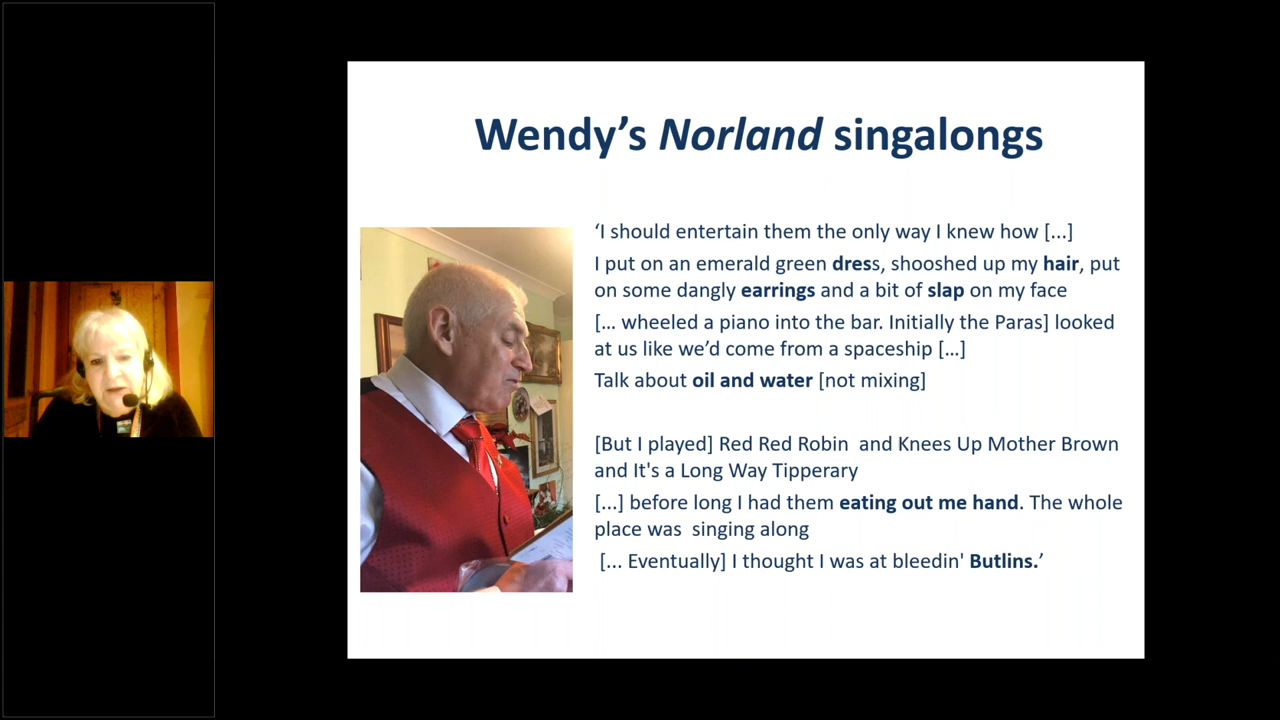 Wendy’s Norland singalongs
‘I should entertain them the only way I knew how [...]
I put on an emerald green dress, shooshed up my hair, put
on some dangly earrings and a bit of slap on my face
[... wheeled a piano into the bar. Initially the Paras] looked
at us like we’d come from a spaceship […]
Talk about oil and water [not mixing]
[But I played] Red Red Robin  and Knees Up Mother Brown
and It's a Long Way Tipperary
[...] before long I had them eating out me hand. The whole
place was  singing along
[... Eventually] I thought I was at bleedin' Butlins.’